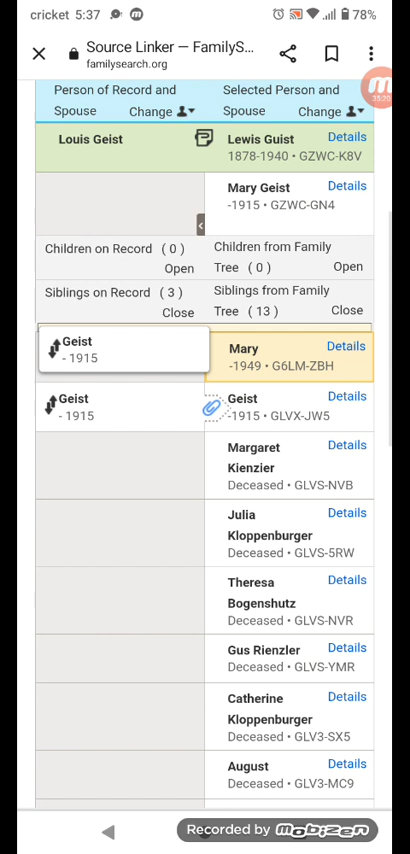 cricket 5:37 78%
Source Linker — FamilyS...
familysearch.org
35:20
Person of Record and
Spouse Change
Selected Person and
Spouse Change
Louis Geist
Lewis Guist Details
1878-1940 • GZWC-K8V
Mary Geist Details
-1915 • GZWC-GN4
Children on Record ( 0 )
Open
Children from Family
Tree ( 0 ) Open
Siblings on Record ( 3 )
Close
Siblings from Family
Tree ( 13 ) Close
Geist
- 1915
Mary Details
-1949 • G6LM-ZBH
Geist
- 1915
Geist Details
-1915 • GLVX-JW5
Margaret Details
Kienzier
Deceased • GLVS-NVB
Julia Details
Kloppenburger
Deceased • GLVS-5RW
Theresa Details
Bogenshutz
Deceased • GLVS-NVR
Gus Rienzler Details
Deceased • GLVS-YMR
Catherine Details
Kloppenburger
Deceased • GLV3-SX5
August Details
Deceased • GLV3-MC9
Recorded by mobizen